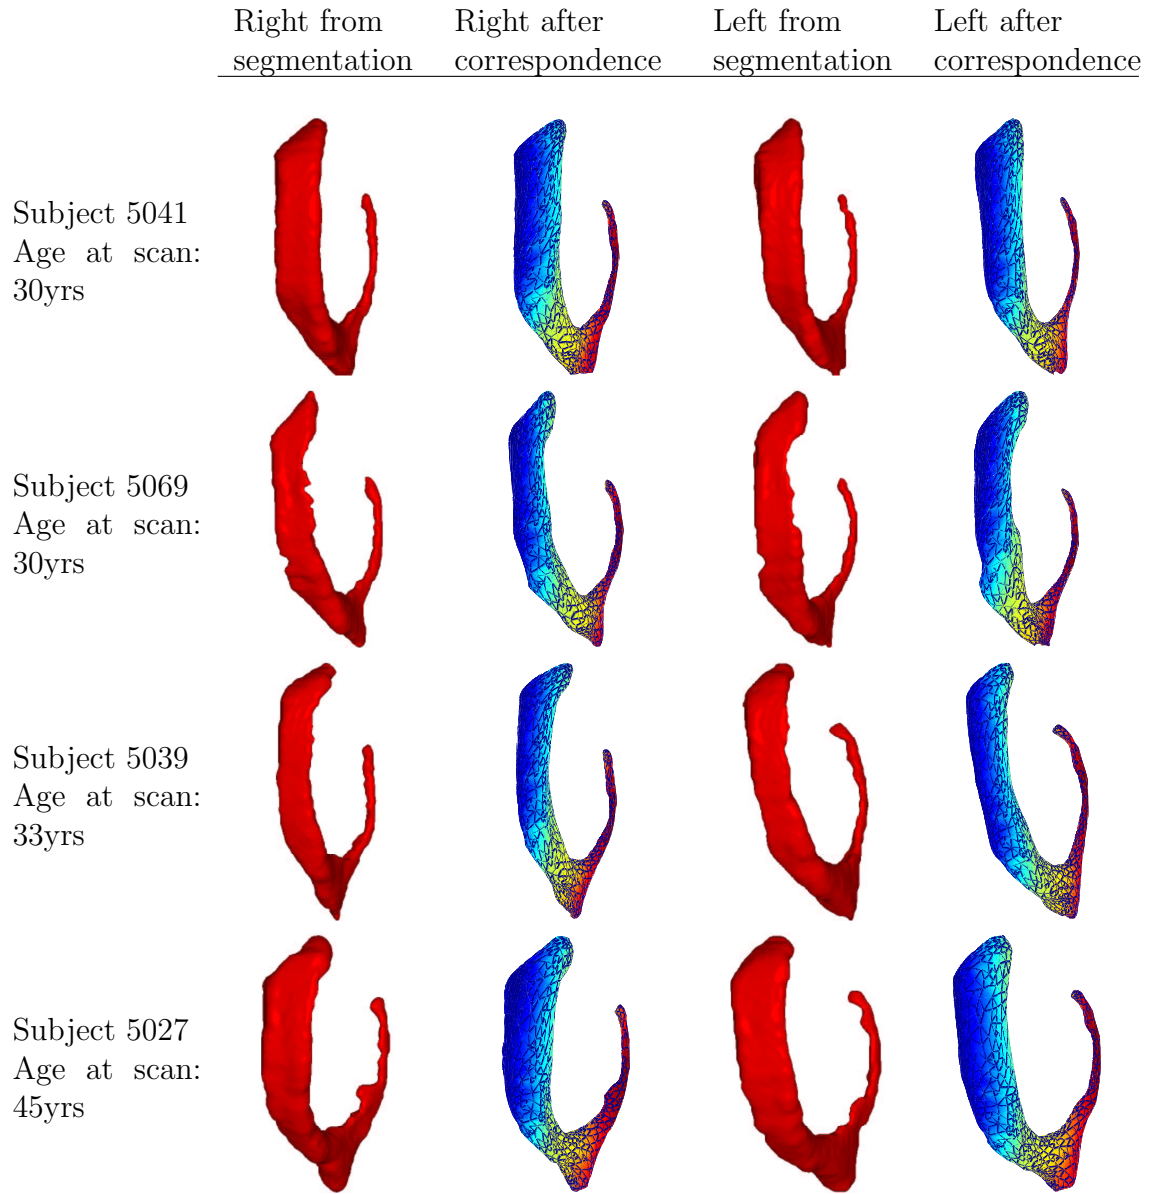 Right from
segmentation
Right after
correspondence
Left from
segmentation
Left after
correspondence
Subject 5041
Age at scan:
30yrs
Subject 5069
Age at scan:
30yrs
Subject 5039
Age at scan:
33yrs
Subject 5027
Age at scan:
45yrs